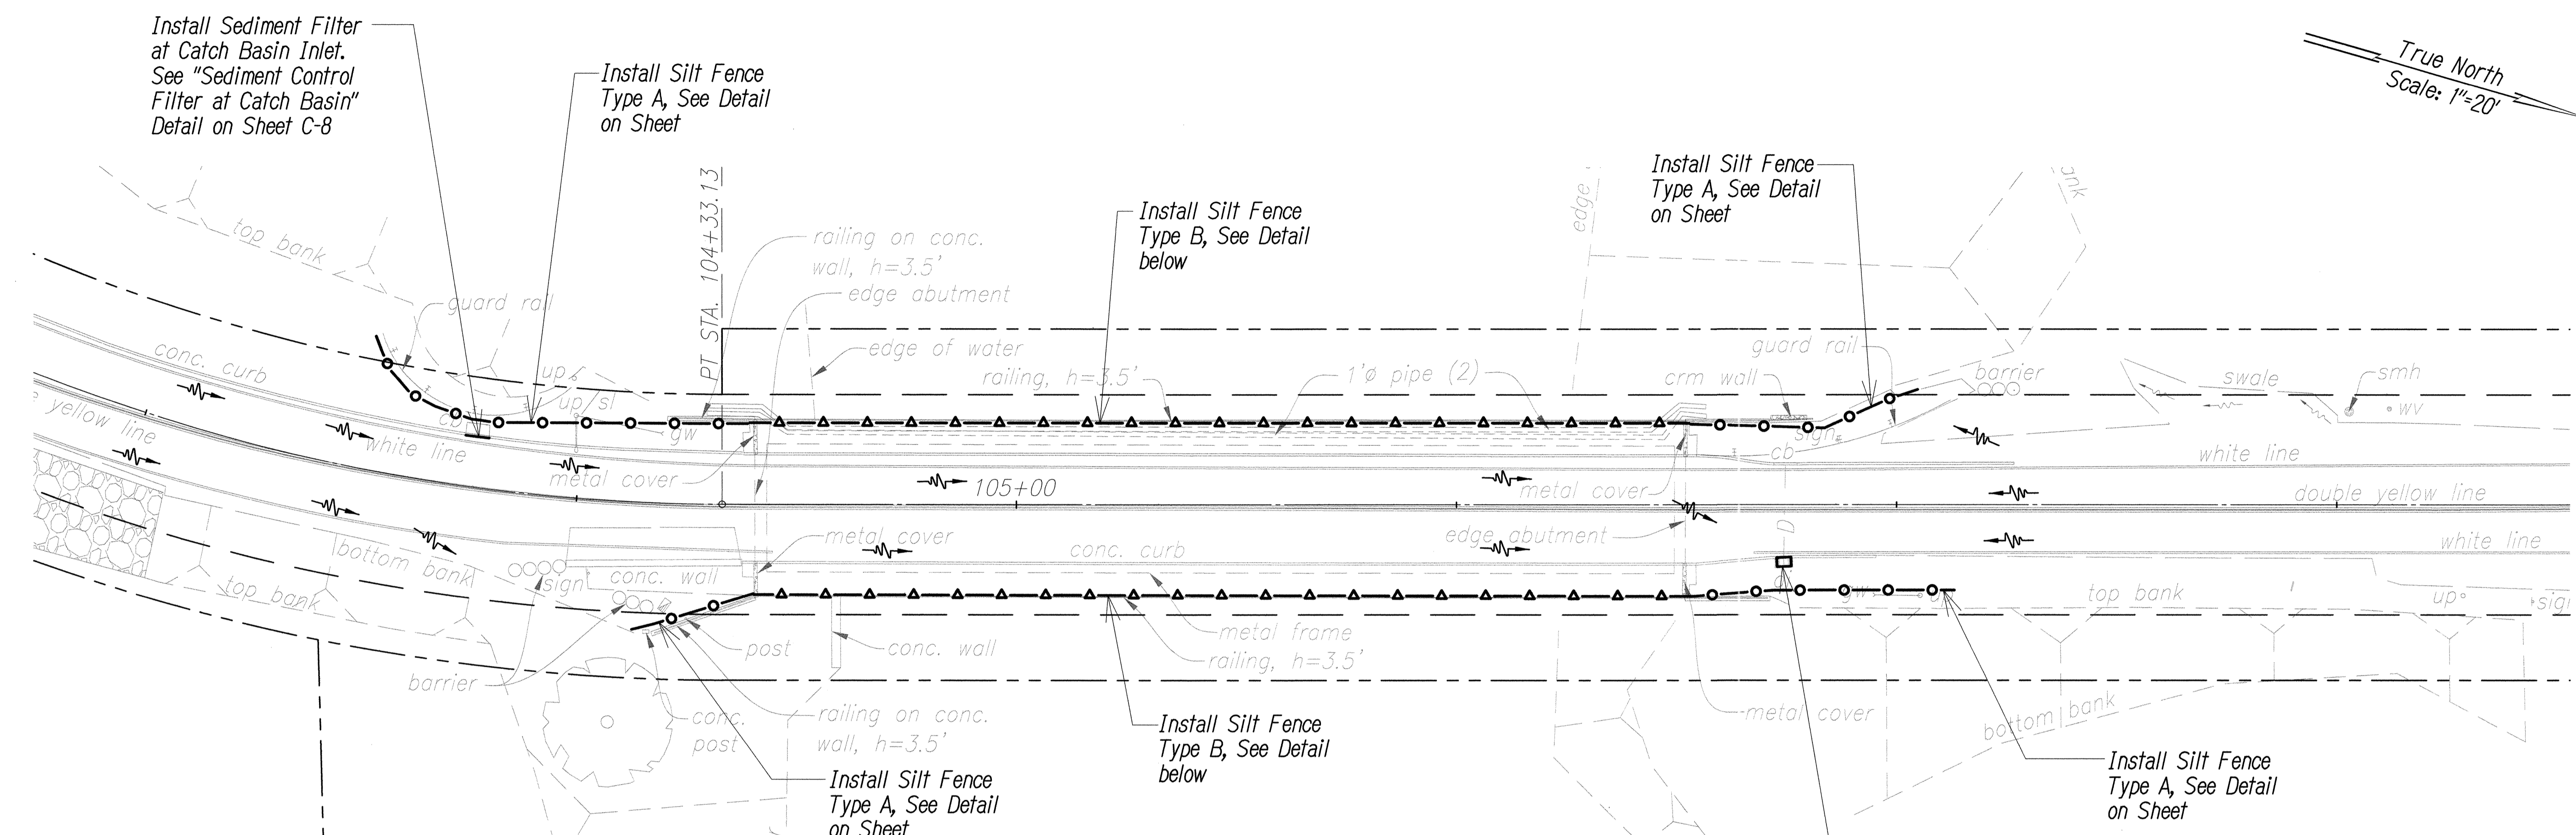 Install Sediment Filter
at Catch Basin Inlet.
See "Sediment Control
Filter at Catch Basin"
Detail on Sheet C-8
Install Silt Fence
Type A, See Detail
on Sheet
True North
Scale: 1"=20'
Install Silt Fence
Type A, See Detail
on Sheet
Install Silt Fence
Type B, See Detail
below
PT STA. 104+33.13
edge
top bank
railing on conc.
wall, h=3.5'
edge abutment
guard rail
edge of water
railing, h=3.5'
1'ø pipe (2)
guard rail
crm wall
barrier
swale
smh
wv
conc. curb
up
up/sl
cb
gw
sign
cb
yellow line
white line
metal cover
105+00
metal cover
white line
double yellow line
edge abutment
metal cover
conc. curb
white line
bottom bank
sign
conc. wall
top bank
D
gw
top bank
up
sign
post
conc. wall
metal frame
railing, h=3.5'
barrier
conc.
post
railing on conc.
wall, h=3.5'
metal cover
bottom bank
Install Silt Fence
Type B, See Detail
below
Install Silt Fence
Type A, See Detail
on Sheet
Install Silt Fence
Type A, See Detail
on Sheet